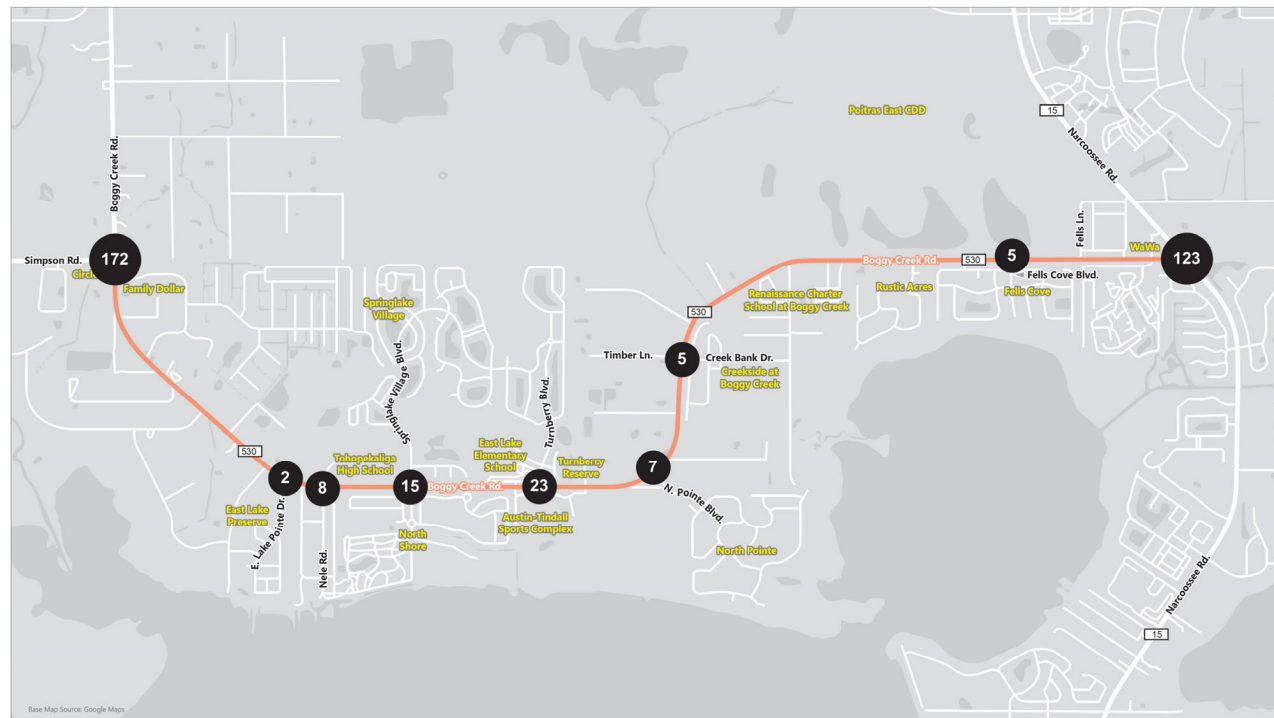 Poitras East CDD
15
Narcoossee Rd.
Boggy Creek Rd.
Simpson Rd.
172
Circle
Family Dollar
Springlake
Village
Springlake Village Blvd.
Turnberry Blvd.
Timber Ln.
5
Creek Bank Dr.
Creekside at
Boggy Creek
530
Renaissance Charter
School at Boggy Creek
Boggy Creek Rd.
530
Rustic Acres
5
Fells Cove
Fells Cove Blvd.
Fells Ln.
WaWa
123
530
2
8
Tohopekaliga
High School
15
Boggy Creek Rd.
East Lake
Elementary
School
23
Turnberry
Reserve
7
N. Pointe Blvd.
North Pointe
East Lake
Preserve
E. Lake Pointe Dr.
Nele Rd.
North
Shore
Austin-Tindall
Sports Complex
Narcoossee Rd.
15
Base Map Source: Google Maps